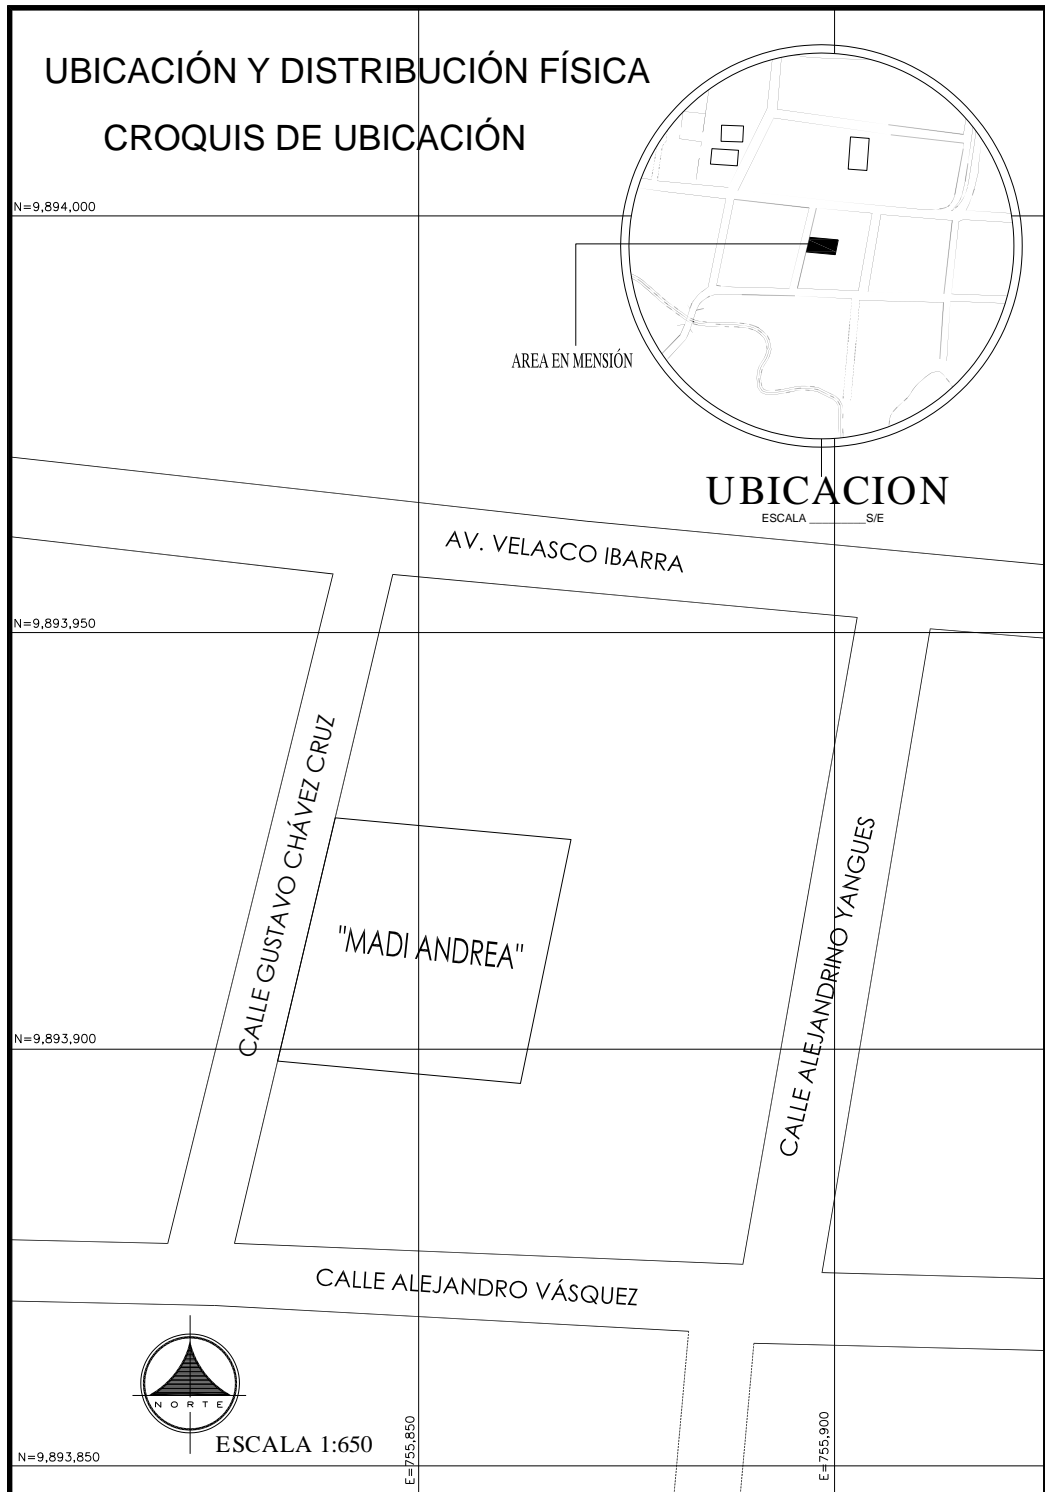 UBICACIÓN Y DISTRIBUCIÓN FÍSICA
CROQUIS DE UBICACIÓN
N=9,894,000
AREA EN MENSIÓN
UBICACION
ESCALA _________S/E
AV. VELASCO IBARRA
N=9,893,950
CALLE GUSTAVO CHÁVEZ CRUZ
"MADI ANDREA"
CALLE ALEJANDRINO YANGUES
N=9,893,900
CALLE ALEJANDRO VÁSQUEZ
NORTE
ESCALA 1:650
E=755,850
E=755,900
N=9,893,850